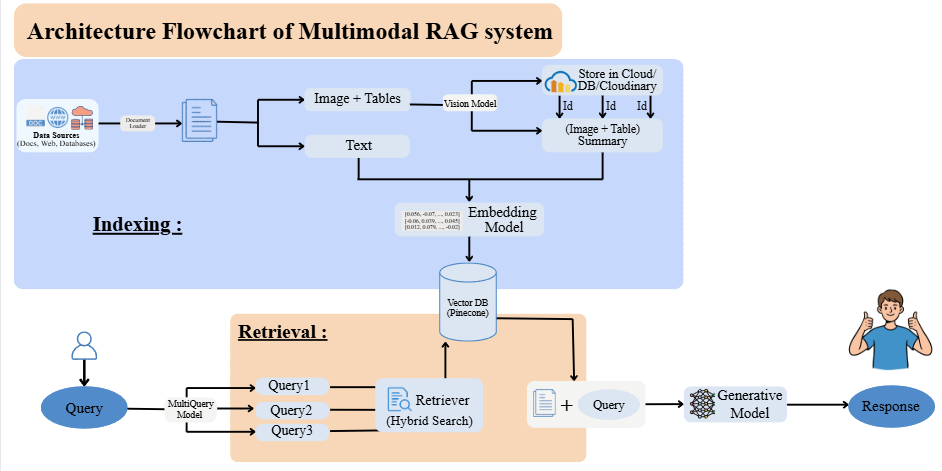 Architecture Flowchart of Multimodal RAG system
Store in Cloud/
DB/Cloudinary
Image + Tables
Vision Model
Id Id Id
DOC
WWW
Document
Loader
Data Sources
(Docs, Web, Databases)
(Image + Table)
Summary
Text
Indexing :
[0.056, -0.07, ..., 0.023]
[-0.06, 0.079, ..., 0.045]
[0.012, 0.079, ..., -0.02]
Embedding
Model
Vector DB
(Pinecone)
Retrieval :
Query
MultiQuery
Model
Query1
Query2
Query3
Retriever
(Hybrid Search)
+
Query
Generative
Model
Response